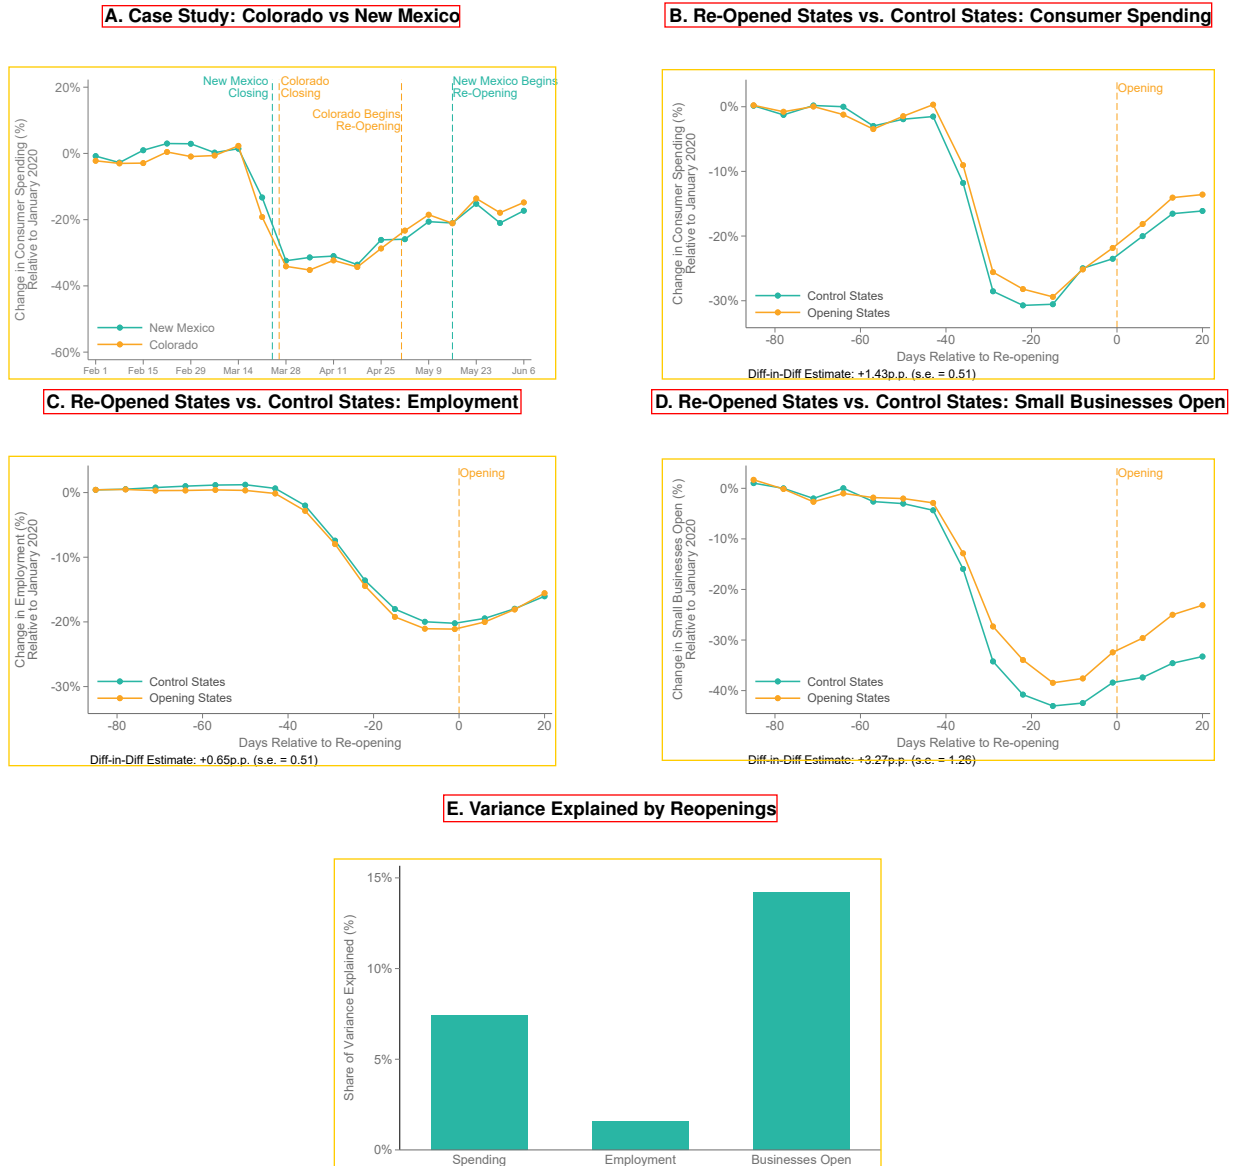 A. Case Study: Colorado vs New Mexico
20%
0%
-20%
-40%
-60%
Change in Consumer Spending (%)
Relative to January 2020
New Mexico
Closing
Colorado
Closing
Colorado Begins
Re-Opening
New Mexico Begins
Re-Opening
New Mexico
Colorado
Feb 1 Feb 15 Feb 29 Mar 14 Mar 28 Apr 11 Apr 25 May 9 May 23 Jun 6
B. Re-Opened States vs. Control States: Consumer Spending
0%
-10%
-20%
-30%
Change in Consumer Spending (%)
Relative to January 2020
Opening
Control States
Opening States
-80 -60 -40 -20 0 20
Days Relative to Re-opening
Diff-in-Diff Estimate: +1.43p.p. (s.e. = 0.51)
C. Re-Opened States vs. Control States: Employment
0%
-10%
-20%
-30%
Change in Employment (%)
Relative to January 2020
Opening
Control States
Opening States
-80 -60 -40 -20 0 20
Days Relative to Re-opening
Diff-in-Diff Estimate: +0.65p.p. (s.e. = 0.51)
D. Re-Opened States vs. Control States: Small Businesses Open
0%
-10%
-20%
-30%
-40%
Change in Small Businesses Open (%)
Relative to January 2020
Opening
Control States
Opening States
-80 -60 -40 -20 0 20
Days Relative to Re-opening
Diff-in-Diff Estimate: +3.27p.p. (s.e. = 1.26)
E. Variance Explained by Reopenings
15%
10%
5%
0%
Share of Variance Explained (%)
Spending Employment Businesses Open